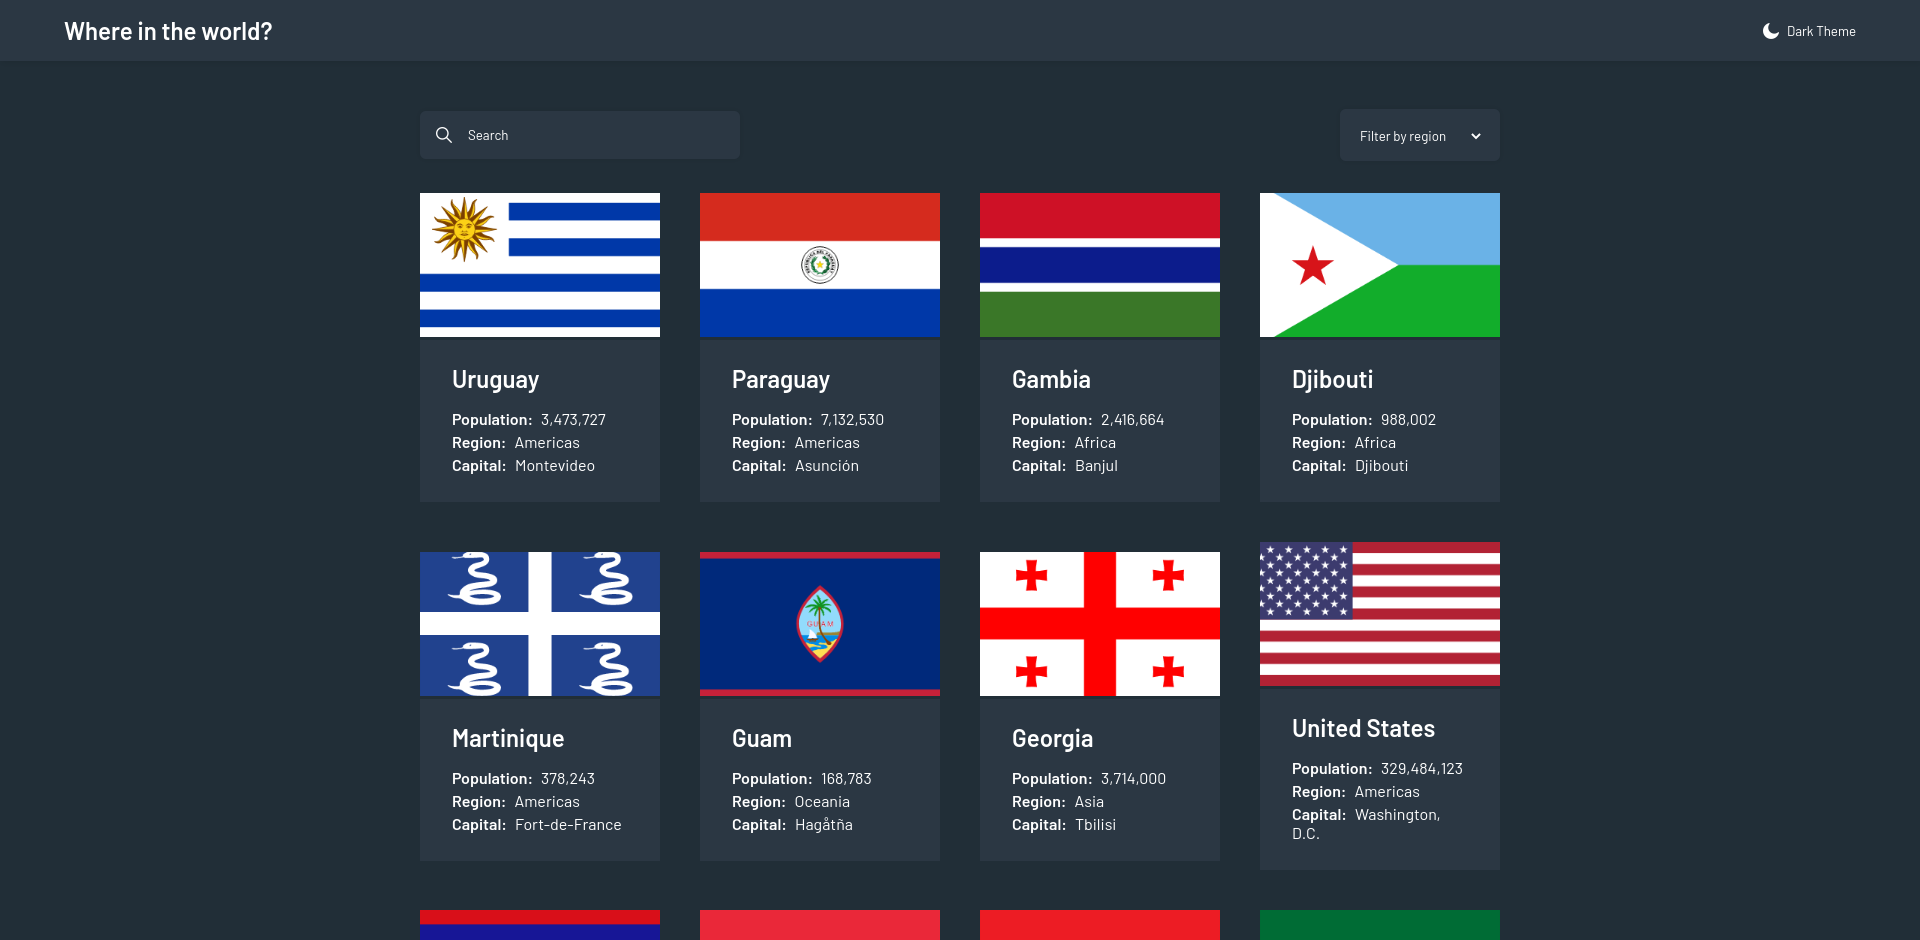 Where in the world?
Dark Theme
Search
Filter by region
Uruguay
Population: 3,473,727
Region: Americas
Capital: Montevideo
Paraguay
Population: 7,132,530
Region: Americas
Capital: Asunción
Gambia
Population: 2,416,664
Region: Africa
Capital: Banjul
Djibouti
Population: 988,002
Region: Africa
Capital: Djibouti
Martinique
Population: 378,243
Region: Americas
Capital: Fort-de-France
GUAM
Guam
Population: 168,783
Region: Oceania
Capital: Hagåtña
Georgia
Population: 3,714,000
Region: Asia
Capital: Tbilisi
United States
Population: 329,484,123
Region: Americas
Capital: Washington,
D.C.